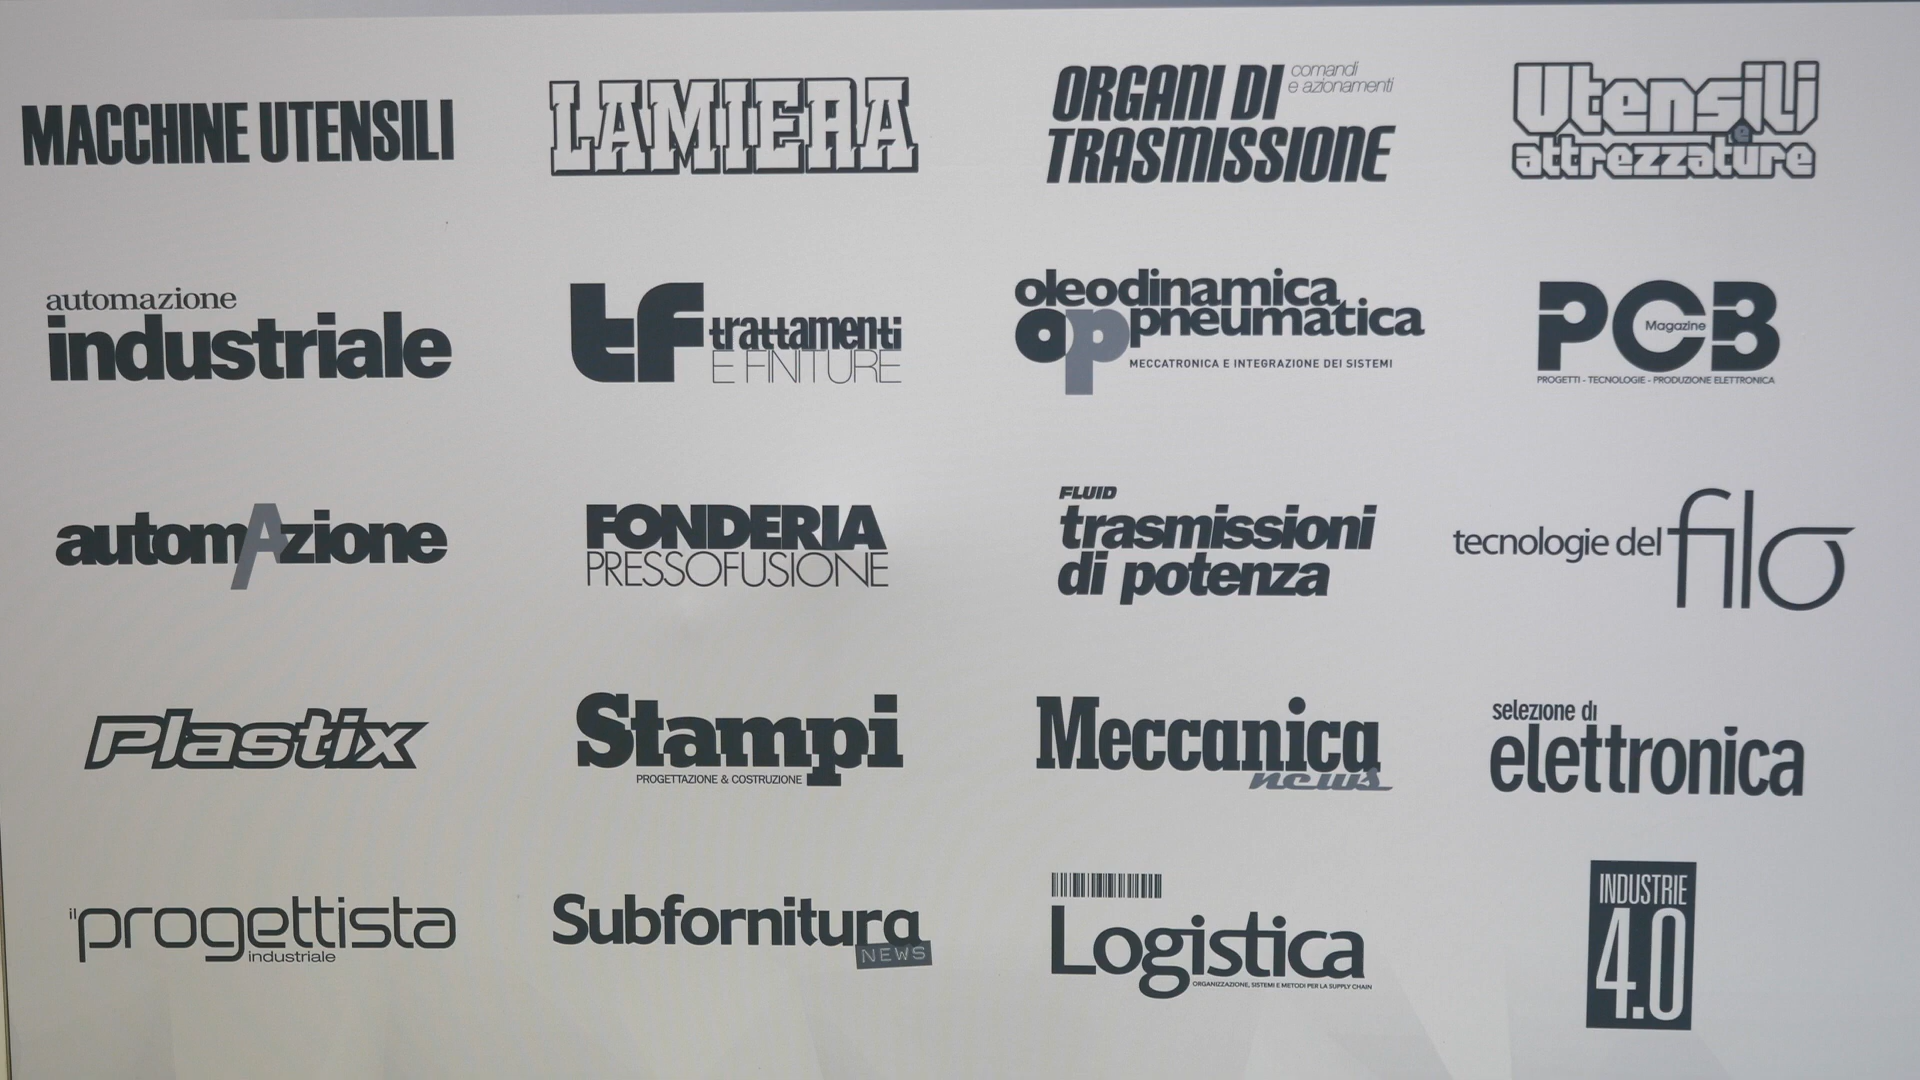 MACCHINE UTENSILI
LAMIERA
ORGANI DI
comandi
e azionamenti
TRASMISSIONE
Utensili
e
attrezzature
automazione
industriale
tf trattamenti
E FINITURE
oleodinamica
op pneumatica
MECCATRONICA E INTEGRAZIONE DEI SISTEMI
PCB
Magazine
PROGETTI - TECNOLOGIE - PRODUZIONE ELETTRONICA
automAzione
FONDERIA
PRESSOFUSIONE
FLUID
trasmissioni
di potenza
tecnologie del filo
Plastix
Stampi
PROGETTAZIONE & COSTRUZIONE
Meccanica
news
selezione di
elettronica
il progettista
industriale
Subfornitura
NEWS
Logistica
ORGANIZZAZIONE, SISTEMI E METODI PER LA SUPPLY CHAIN
INDUSTRIE
4.0